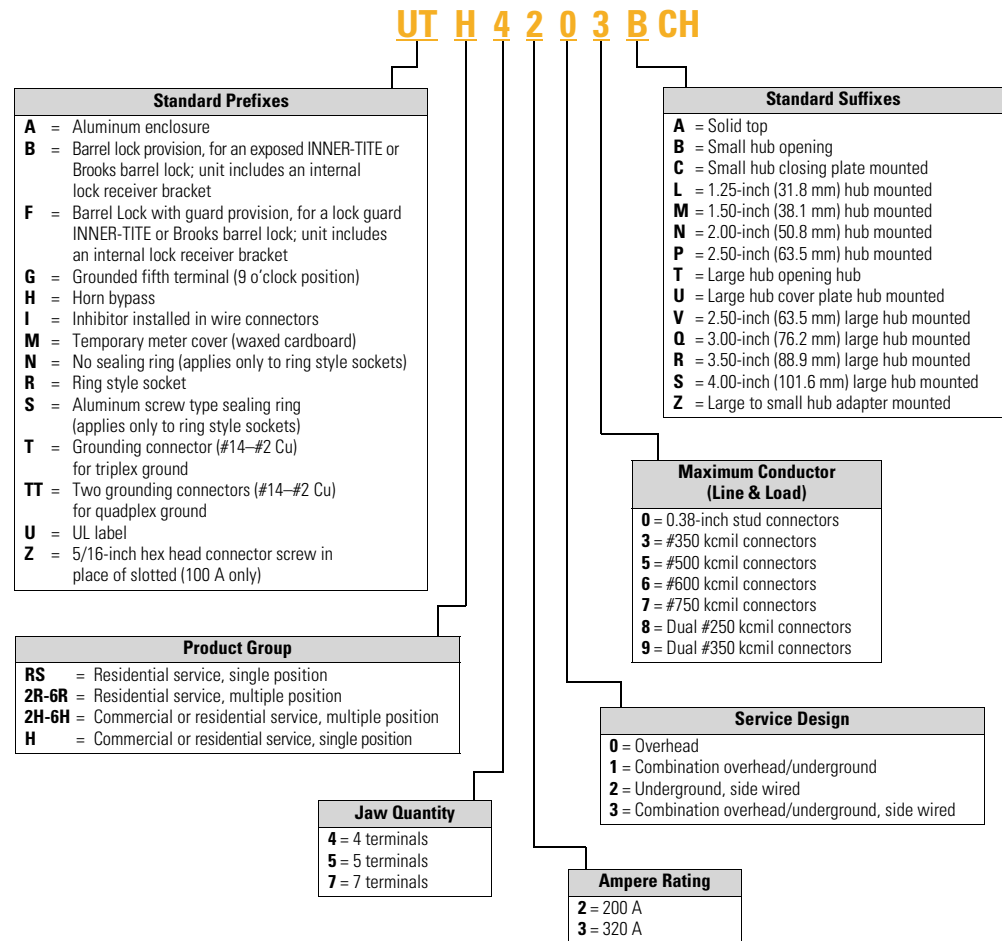 UT H 4 2 0 3 B CH
Standard Prefixes
A = Aluminum enclosure
B = Barrel lock provision, for an exposed INNER-TITE or
Brooks barrel lock; unit includes an internal
lock receiver bracket
F = Barrel Lock with guard provision, for a lock guard
INNER-TITE or Brooks barrel lock; unit includes
an internal lock receiver bracket
G = Grounded fifth terminal (9 o'clock position)
H = Horn bypass
I = Inhibitor installed in wire connectors
M = Temporary meter cover (waxed cardboard)
N = No sealing ring (applies only to ring style sockets)
R = Ring style socket
S = Aluminum screw type sealing ring
(applies only to ring style sockets)
T = Grounding connector (#14–#2 Cu)
for triplex ground
TT = Two grounding connectors (#14–#2 Cu)
for quadplex ground
U = UL label
Z = 5/16-inch hex head connector screw in
place of slotted (100 A only)
Standard Suffixes
A = Solid top
B = Small hub opening
C = Small hub closing plate mounted
L = 1.25-inch (31.8 mm) hub mounted
M = 1.50-inch (38.1 mm) hub mounted
N = 2.00-inch (50.8 mm) hub mounted
P = 2.50-inch (63.5 mm) hub mounted
T = Large hub opening hub
U = Large hub cover plate hub mounted
V = 2.50-inch (63.5 mm) large hub mounted
Q = 3.00-inch (76.2 mm) large hub mounted
R = 3.50-inch (88.9 mm) large hub mounted
S = 4.00-inch (101.6 mm) large hub mounted
Z = Large to small hub adapter mounted
Maximum Conductor
(Line & Load)
0 = 0.38-inch stud connectors
3 = #350 kcmil connectors
5 = #500 kcmil connectors
6 = #600 kcmil connectors
7 = #750 kcmil connectors
8 = Dual #250 kcmil connectors
9 = Dual #350 kcmil connectors
Product Group
RS = Residential service, single position
2R-6R = Residential service, multiple position
2H-6H = Commercial or residential service, multiple position
H = Commercial or residential service, single position
Service Design
0 = Overhead
1 = Combination overhead/underground
2 = Underground, side wired
3 = Combination overhead/underground, side wired
Jaw Quantity
4 = 4 terminals
5 = 5 terminals
7 = 7 terminals
Ampere Rating
2 = 200 A
3 = 320 A